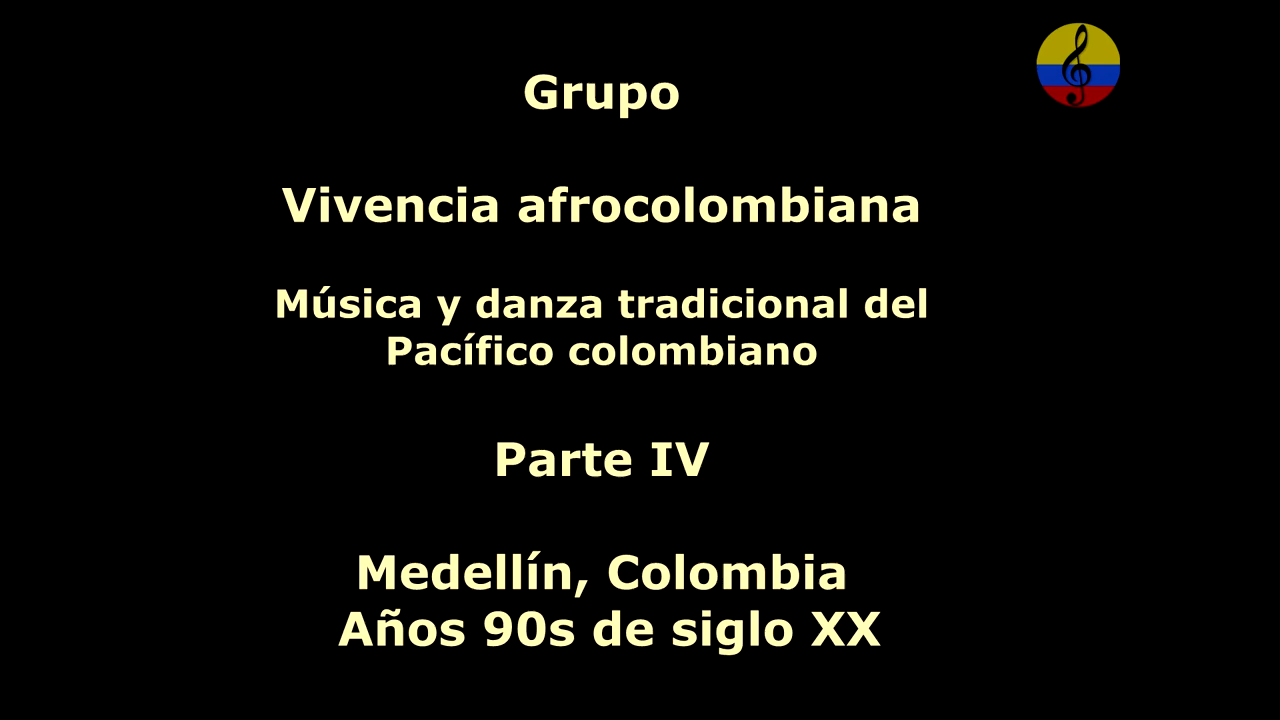 Grupo
Vivencia afrocolombiana
Música y danza tradicional del
Pacífico colombiano
Parte IV
Medellín, Colombia
Años 90s de siglo XX